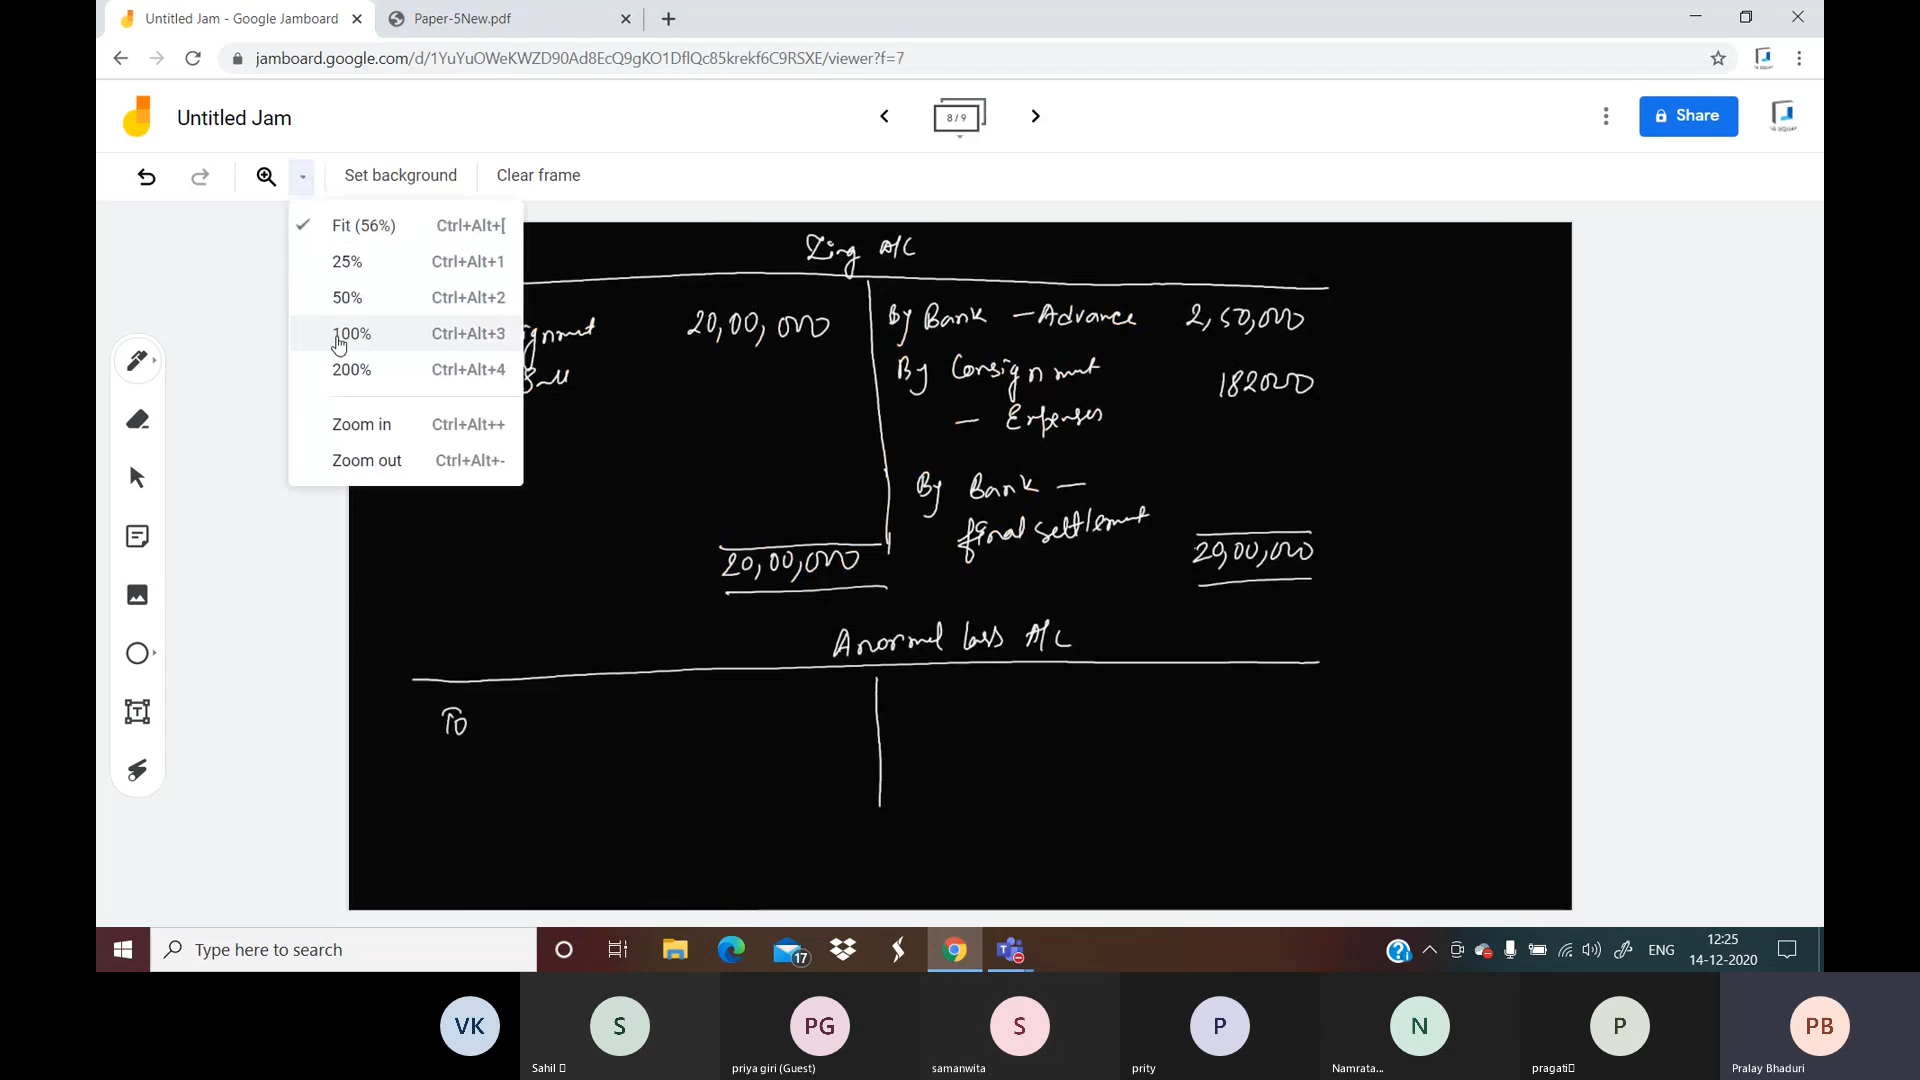 Untitled Jam - Google Jamboard
Paper-5New.pdf
jamboard.google.com/d/1YuYuOWeKWZD90Ad8EcQ9gKO1DflQc85krekf6C9RSXE/viewer?f=7
Untitled Jam
8 / 9
Share
Set background
Clear frame
Fit (56%) Ctrl+Alt+[
25% Ctrl+Alt+1
50% Ctrl+Alt+2
100% Ctrl+Alt+3
200% Ctrl+Alt+4
Zoom in Ctrl+Alt++
Zoom out Ctrl+Alt+-
Zing A/C
20,00,000
By Bank - Advance 2,50,000
By Consignment 182000
- Expenses
By Bank -
final settlement
20,00,000
20,00,000
Anormal loss A/C
To
Type here to search
17
ENG
12:25
14-12-2020
VK
S
PG
S
P
N
P
PB
Sahil
priya giri (Guest)
samanwita
prity
Namrata...
pragati
Pralay Bhaduri